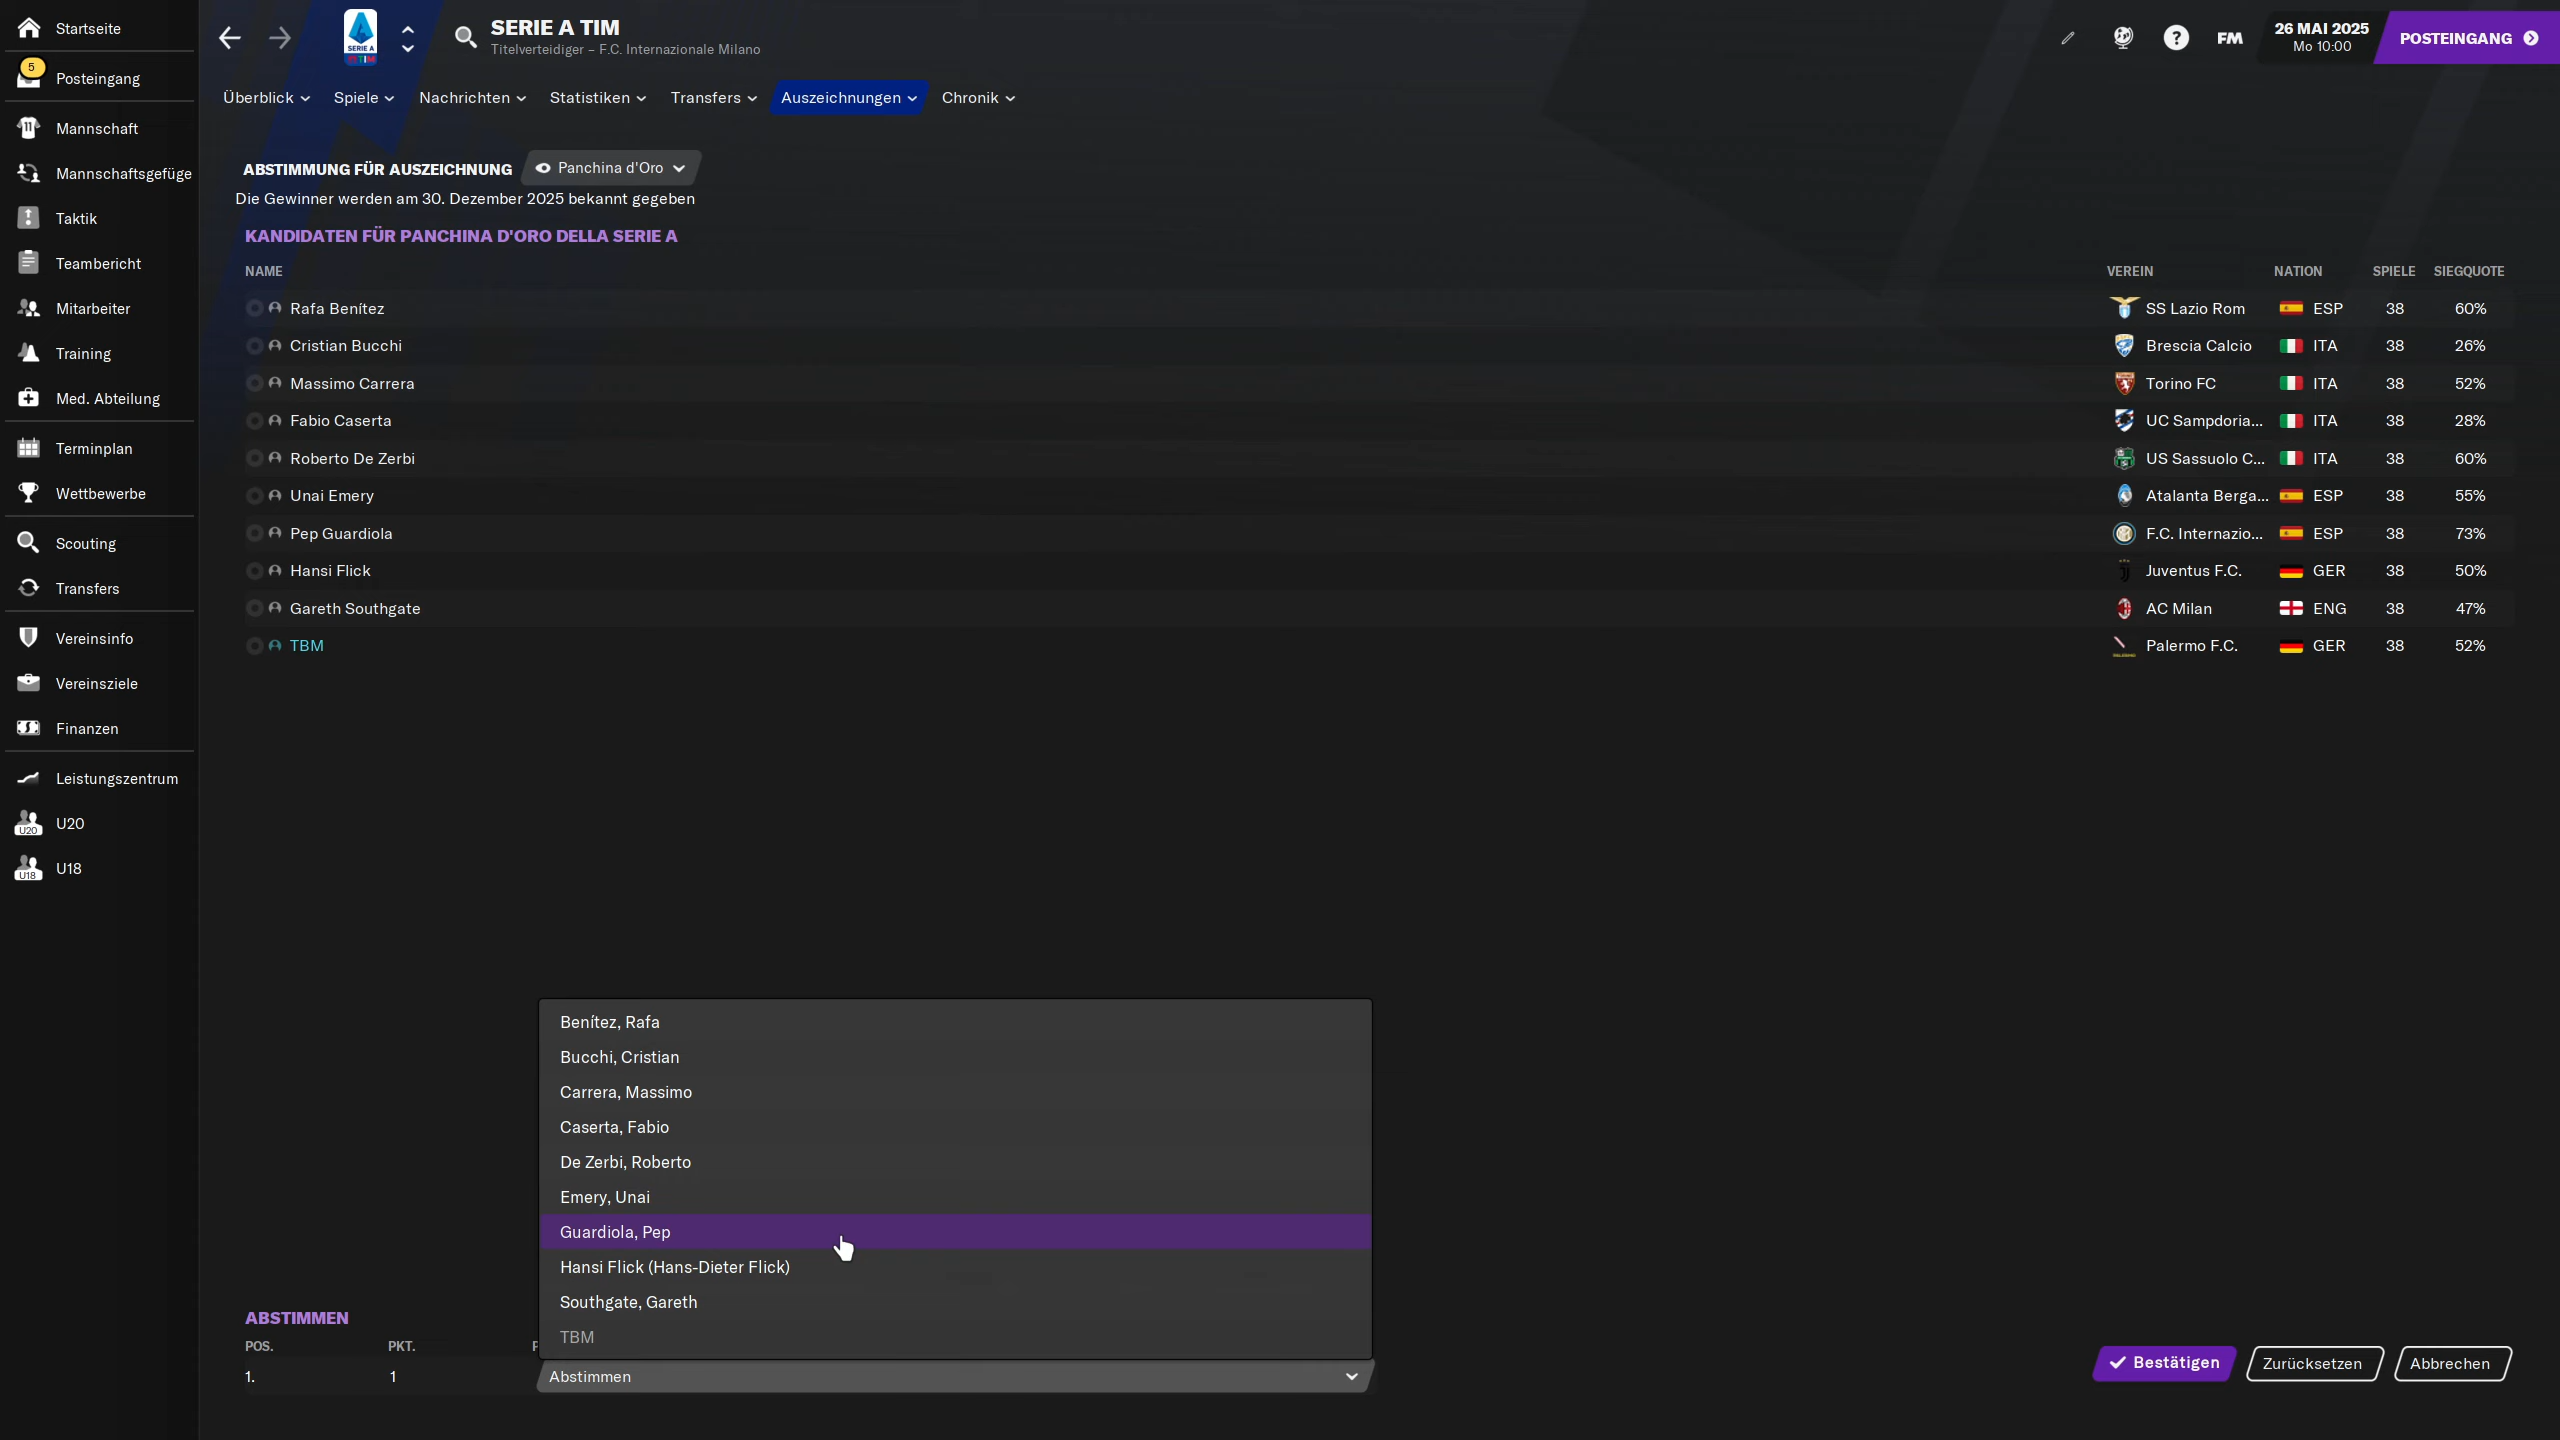 Startseite
5
Posteingang
Mannschaft
Mannschaftsgefüge
Taktik
Teambericht
Mitarbeiter
Training
Med. Abteilung
Terminplan
Wettbewerbe
Scouting
Transfers
Vereinsinfo
Vereinsziele
Finanzen
Leistungszentrum
U20 U20
U18 U18
SERIE A
TIM
SERIE A TIM
Titelverteidiger – F.C. Internazionale Milano
? FM
26 MAI 2025
Mo 10:00
POSTEINGANG
Überblick Spiele Nachrichten Statistiken Transfers Auszeichnungen Chronik
ABSTIMMUNG FÜR AUSZEICHNUNG Panchina d'Oro
Die Gewinner werden am 30. Dezember 2025 bekannt gegeben
KANDIDATEN FÜR PANCHINA D'ORO DELLA SERIE A
NAME VEREIN NATION SPIELE SIEGQUOTE
Rafa Benítez SS Lazio Rom ESP 38 60%
Cristian Bucchi Brescia Calcio ITA 38 26%
Massimo Carrera Torino FC ITA 38 52%
Fabio Caserta UC Sampdoria... ITA 38 28%
Roberto De Zerbi US Sassuolo C... ITA 38 60%
Unai Emery Atalanta Berga... ESP 38 55%
Pep Guardiola F.C. Internazio... ESP 38 73%
Hansi Flick Juventus F.C. GER 38 50%
Gareth Southgate AC Milan ENG 38 47%
TBM Palermo F.C. GER 38 52%
Benítez, Rafa
Bucchi, Cristian
Carrera, Massimo
Caserta, Fabio
De Zerbi, Roberto
Emery, Unai
Guardiola, Pep
Hansi Flick (Hans-Dieter Flick)
Southgate, Gareth
TBM
ABSTIMMEN
POS. PKT.
1. 1 Abstimmen
Bestätigen Zurücksetzen Abbrechen